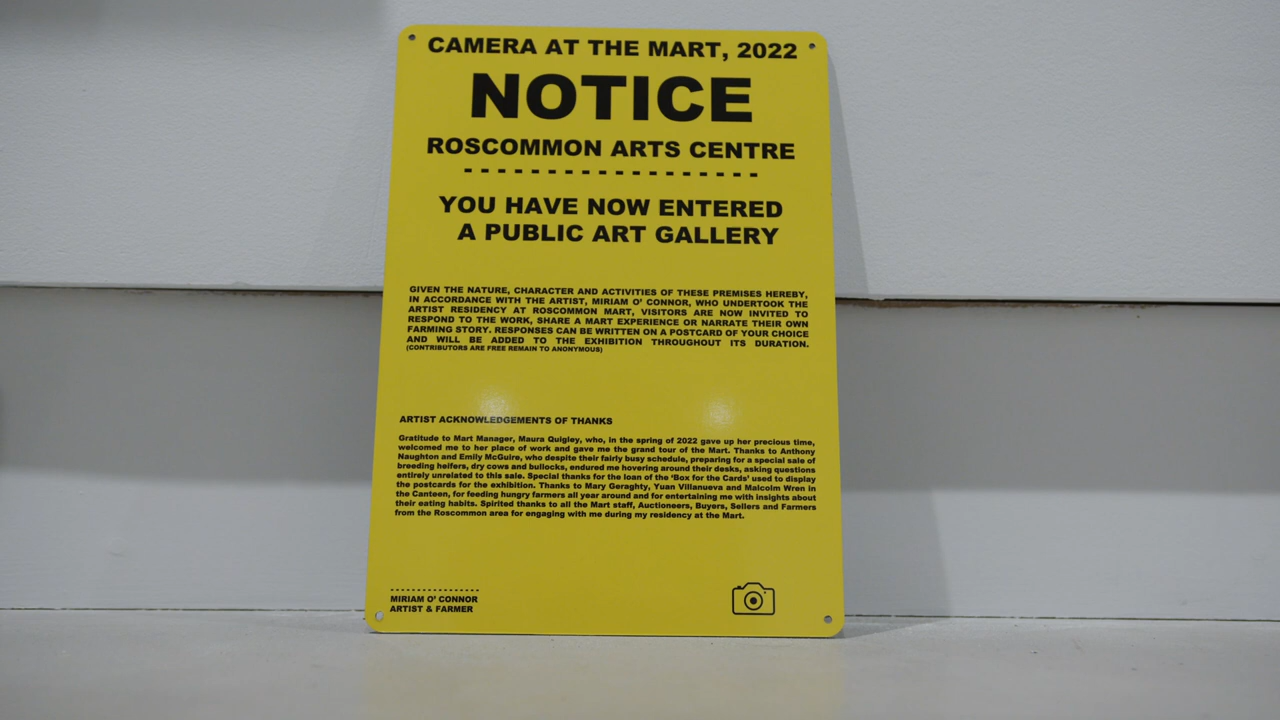 CAMERA AT THE MART, 2022
NOTICE
ROSCOMMON ARTS CENTRE
YOU HAVE NOW ENTERED
A PUBLIC ART GALLERY
GIVEN THE NATURE, CHARACTER AND ACTIVITIES OF THESE PREMISES HEREBY,
IN ACCORDANCE WITH THE ARTIST, MIRIAM O' CONNOR, WHO UNDERTOOK THE
ARTIST RESIDENCY AT ROSCOMMON MART, VISITORS ARE NOW INVITED TO
RESPOND TO THE WORK, SHARE A MART EXPERIENCE OR NARRATE THEIR OWN
FARMING STORY. RESPONSES CAN BE WRITTEN ON A POSTCARD OF YOUR CHOICE
AND WILL BE ADDED TO THE EXHIBITION THROUGHOUT ITS DURATION.
(CONTRIBUTORS ARE FREE REMAIN TO ANONYMOUS)
ARTIST ACKNOWLEDGEMENTS OF THANKS
Gratitude to Mart Manager, Maura Quigley, who, in the spring of 2022 gave up her precious time,
welcomed me to her place of work and gave me the grand tour of the Mart. Thanks to Anthony
Naughton and Emily McGuire, who despite their fairly busy schedule, preparing for a special sale of
breeding heifers, dry cows and bullocks, endured me hovering around their desks, asking questions
entirely unrelated to this sale. Special thanks for the loan of the 'Box for the Cards' used to display
the postcards for the exhibition. Thanks to Mary Geraghty, Yuan Villanueva and Malcolm Wren in
the Canteen, for feeding hungry farmers all year around and for entertaining me with insights about
their eating habits. Spirited thanks to all the Mart staff, Auctioneers, Buyers, Sellers and Farmers
from the Roscommon area for engaging with me during my residency at the Mart.
MIRIAM O' CONNOR
ARTIST & FARMER